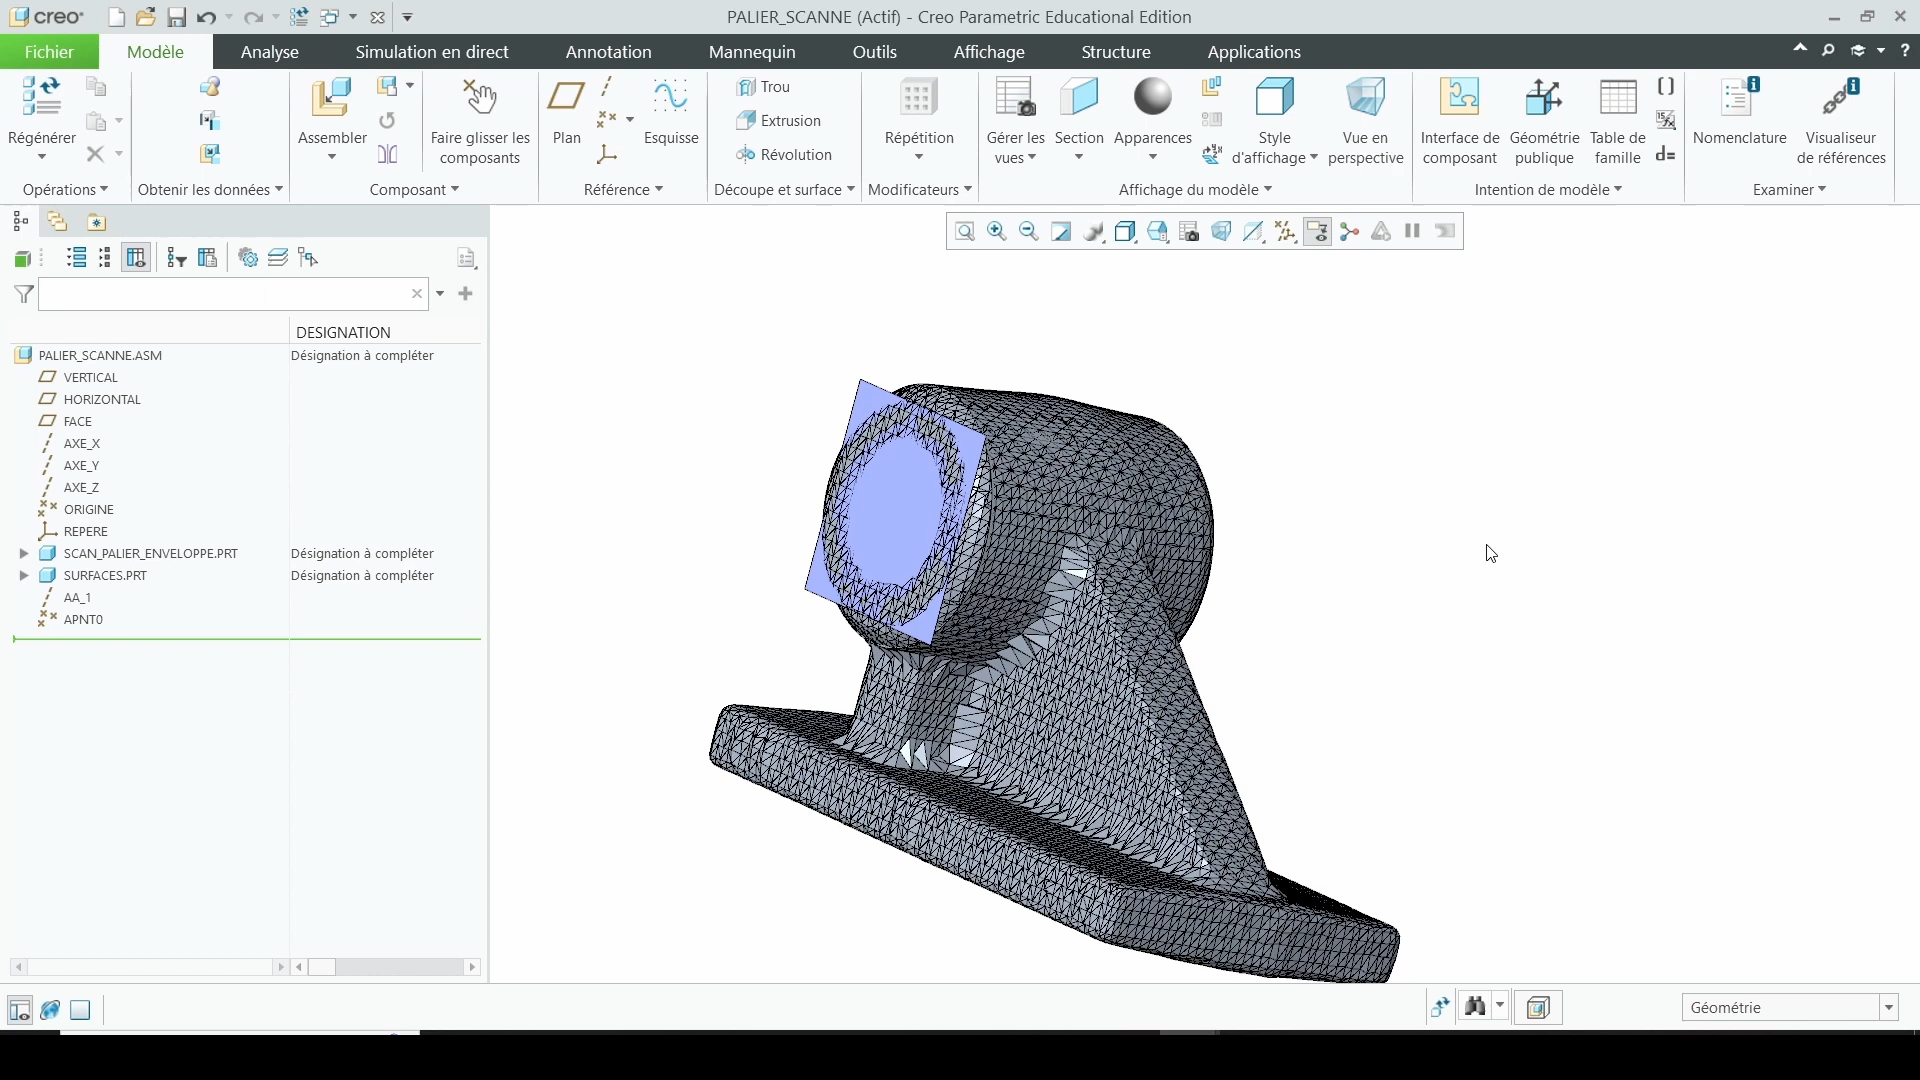 creo PALIER_SCANNE (Actif) - Creo Parametric Educational Edition
Fichier Modèle Analyse Simulation en direct Annotation Mannequin Outils Affichage Structure Applications
Régénérer
Assembler
Faire glisser les composants
Plan
Esquisse
Trou
Extrusion
Révolution
Répétition
Gérer les vues
Section
Apparences
Style d'affichage
Vue en perspective
Interface de composant
Géométrie publique
Table de famille
Nomenclature
Visualiseur de références
Opérations Obtenir les données Composant Référence Découpe et surface Modificateurs Affichage du modèle Intention de modèle Examiner
DESIGNATION
PALIER_SCANNE.ASM Désignation à compléter
VERTICAL
HORIZONTAL
FACE
AXE_X
AXE_Y
AXE_Z
ORIGINE
REPERE
SCAN_PALIER_ENVELOPPE.PRT Désignation à compléter
SURFACES.PRT Désignation à compléter
AA_1
APNT0
Géométrie